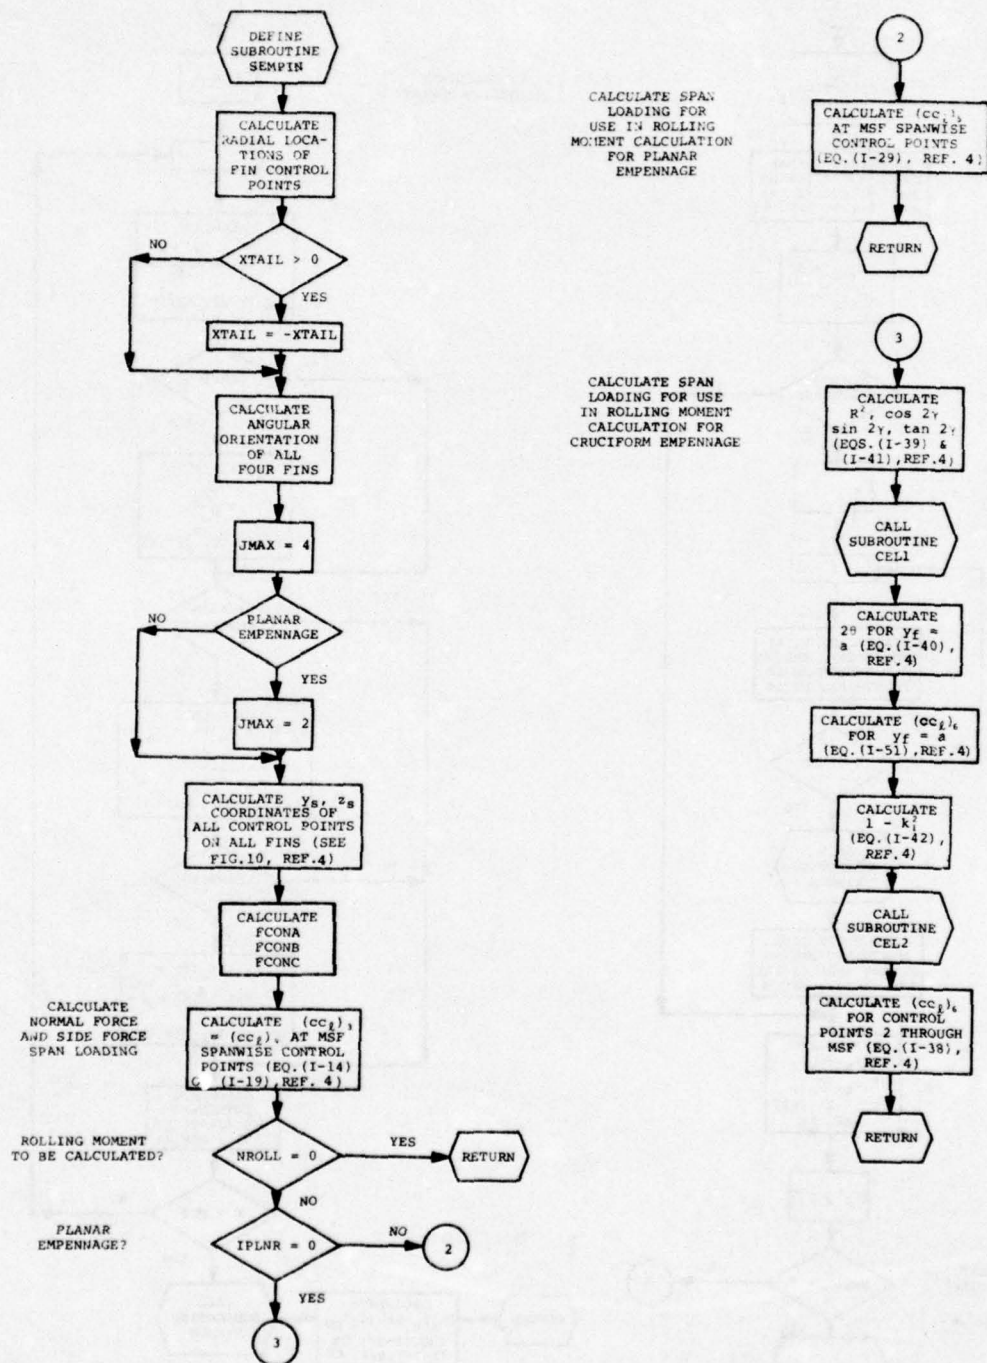 DEFINE
SUBROUTINE
SEMPIN
CALCULATE
RADIAL LOCA-
TIONS OF
FIN CONTROL
POINTS
NO
XTAIL > 0
YES
XTAIL = -XTAIL
CALCULATE
ANGULAR
ORIENTATION
OF ALL
FOUR FINS
JMAX = 4
NO
PLANAR
EMPENNAGE
YES
JMAX = 2
CALCULATE yₛ, zₛ
COORDINATES OF
ALL CONTROL POINTS
ON ALL FINS (SEE
FIG.10, REF.4)
CALCULATE
FCONA
FCONB
FCONC
CALCULATE
NORMAL FORCE
AND SIDE FORCE
SPAN LOADING
CALCULATE (cc_ℓ)₃
= (cc_ℓ) AT MSF
SPANWISE CONTROL
POINTS (EQ.(I-14)
(I-19),REF. 4)
ROLLING MOMENT
TO BE CALCULATED?
NROLL = 0
YES
RETURN
NO
PLANAR
EMPENNAGE?
IPLNR = 0
NO
2
YES
3
2
CALCULATE SPAN
LOADING FOR
USE IN ROLLING
MOMENT CALCULATION
FOR PLANAR
EMPENNAGE
CALCULATE (cc_ℓ)₅
AT MSF SPANWISE
CONTROL POINTS
(EQ.(I-29), REF. 4)
RETURN
3
CALCULATE SPAN
LOADING FOR USE
IN ROLLING MOMENT
CALCULATION FOR
CRUCIFORM EMPENNAGE
CALCULATE
R², cos 2γ
sin 2γ, tan 2γ
(EQS.(I-39) &
(I-41),REF.4)
CALL
SUBROUTINE
CEL1
CALCULATE
2θ FOR y_f =
a (EQ.(I-40),
REF.4)
CALCULATE (cc_ℓ)₆
FOR y_f = a
(EQ.(I-51),REF.4)
CALCULATE
1 - k₁²
(EQ.(I-42),
REF.4)
CALL
SUBROUTINE
CEL2
CALCULATE (cc_ℓ)₆
FOR CONTROL
POINTS 2 THROUGH
MSF (EQ.(I-38),
REF.4)
RETURN